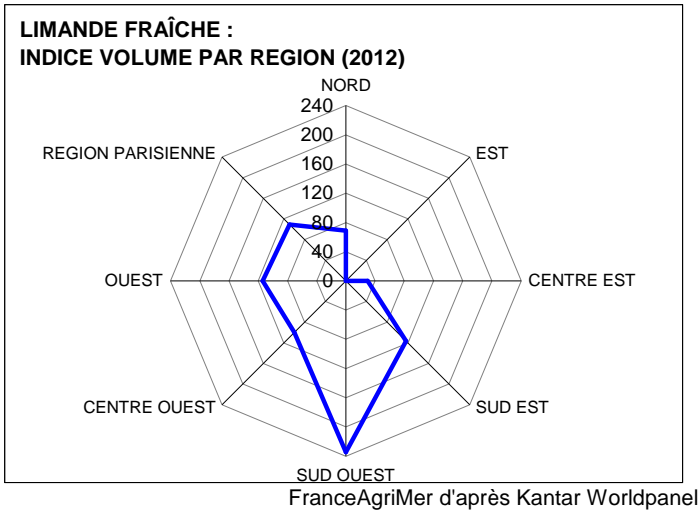 LIMANDE FRAÎCHE :
INDICE VOLUME PAR REGION (2012)
NORD
240
200
160
120
80
40
0
REGION PARISIENNE
EST
OUEST
CENTRE EST
CENTRE OUEST
SUD EST
SUD OUEST
FranceAgriMer d'après Kantar Worldpanel